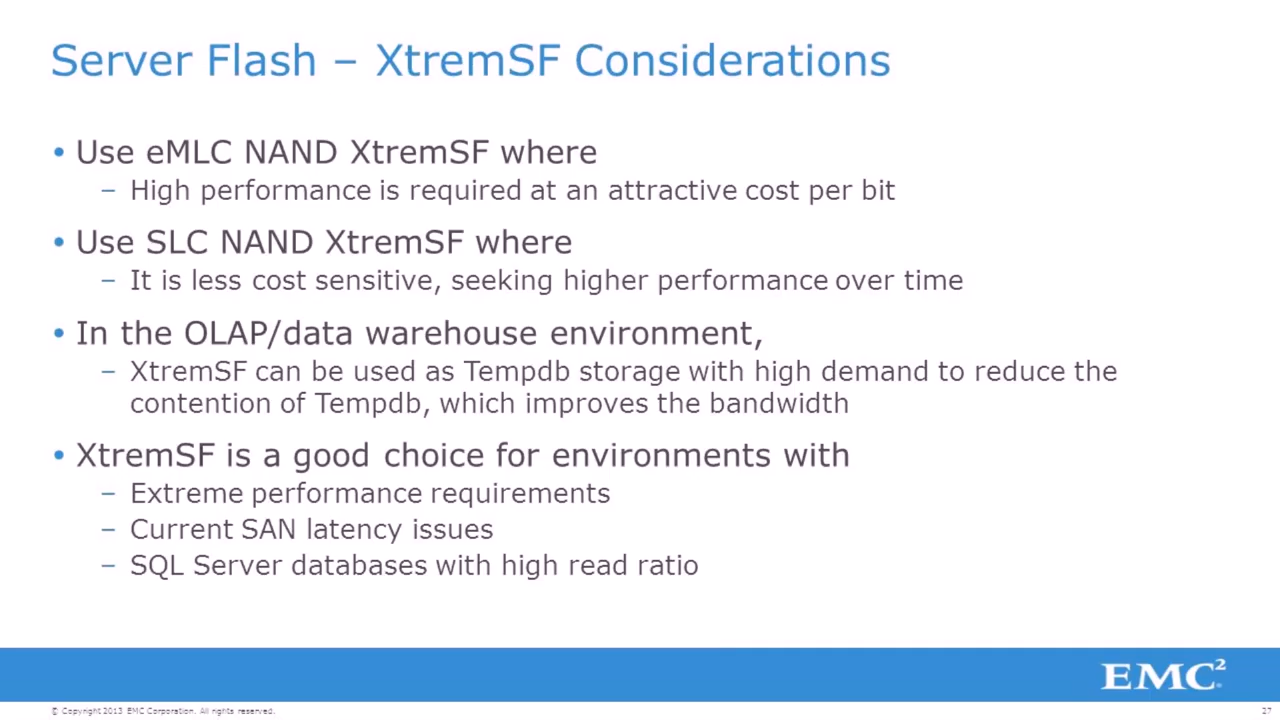 Server Flash – XtremSF Considerations
• Use eMLC NAND XtremSF where
– High performance is required at an attractive cost per bit
• Use SLC NAND XtremSF where
– It is less cost sensitive, seeking higher performance over time
• In the OLAP/data warehouse environment,
– XtremSF can be used as Tempdb storage with high demand to reduce the
contention of Tempdb, which improves the bandwidth
• XtremSF is a good choice for environments with
– Extreme performance requirements
– Current SAN latency issues
– SQL Server databases with high read ratio
EMC²
© Copyright 2013 EMC Corporation. All rights reserved.
27